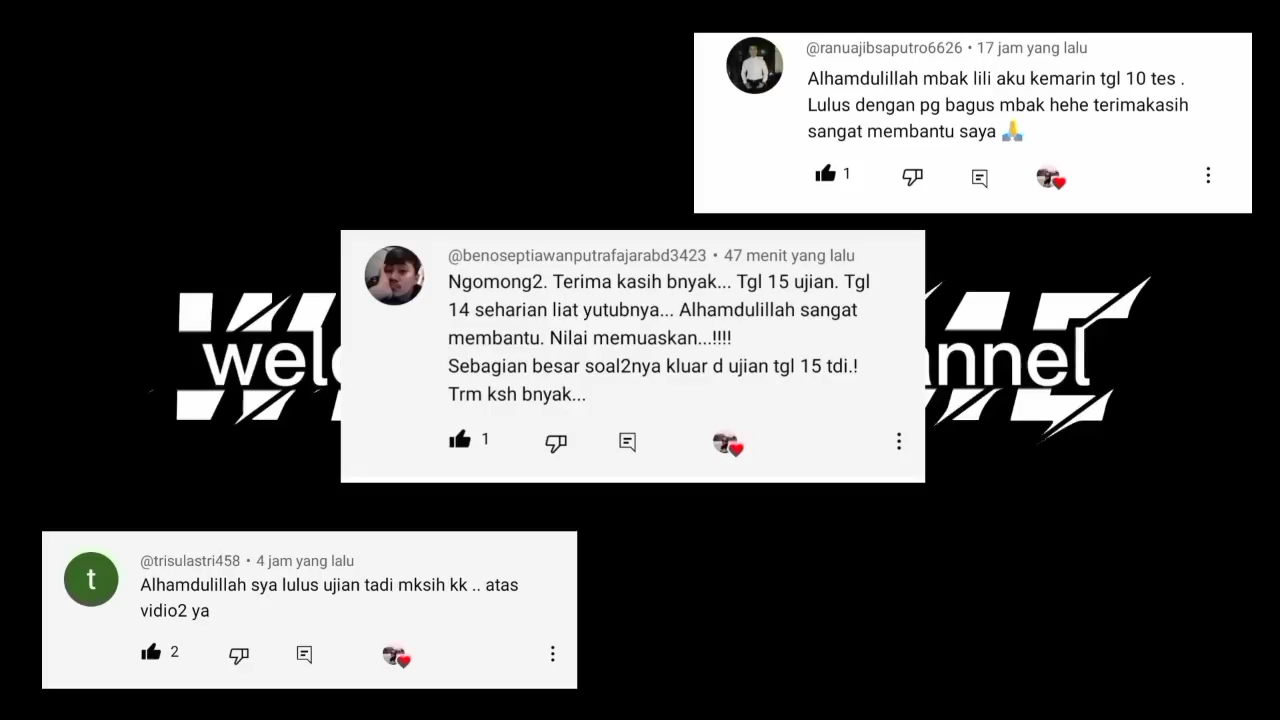 @ranuajibsaputro6626 • 17 jam yang lalu
Alhamdulillah mbak lili aku kemarin tgl 10 tes .
Lulus dengan pg bagus mbak hehe terimakasih
sangat membantu saya 🙏
1
@benoseptiawanputrafajarabd3423 • 47 menit yang lalu
Ngomong2. Terima kasih bnyak... Tgl 15 ujian. Tgl
14 seharian liat yutubnya... Alhamdulillah sangat
membantu. Nilai memuaskan...!!!!
Sebagian besar soal2nya kluar d ujian tgl 15 tdi.!
Trm ksh bnyak...
1
t
@trisulastri458 • 4 jam yang lalu
Alhamdulillah sya lulus ujian tadi mksih kk .. atas
vidio2 ya
2